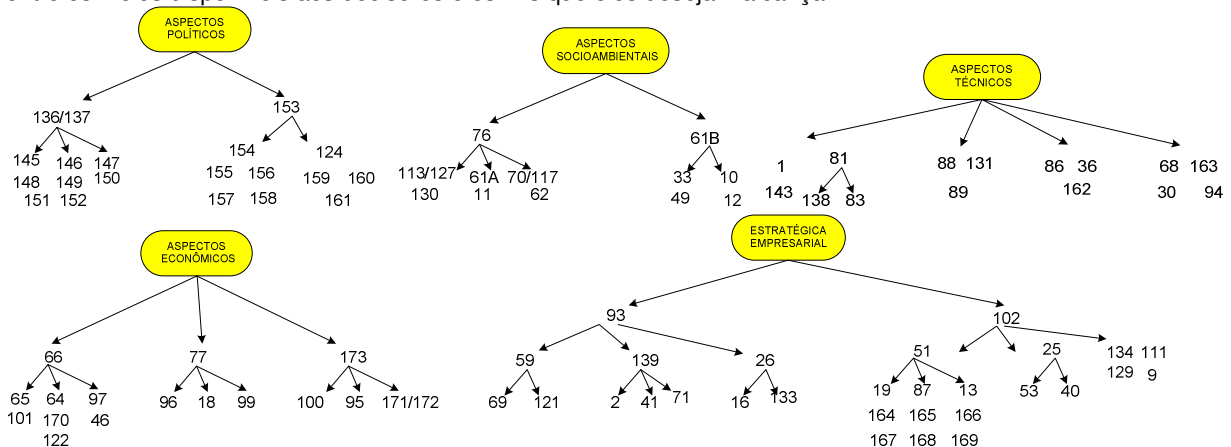 ASPECTOS
POLÍTICOS
136/137 153
145 146 147
148 149 150
151 152
154 124
155 156 159 160
157 158 161
ASPECTOS
SOCIOAMBIENTAIS
76 61B
113/127 61A 70/117
130 11 62
33 10
49 12
ASPECTOS
TÉCNICOS
1 81 88 131 86 36 68 163
143 138 83 89 162 30 94
ASPECTOS
ECONÔMICOS
66 77 173
65 64 97 96 18 99 100 95 171/172
101 170 46
122
ESTRATÉGICA
EMPRESARIAL
93 102
59 139 26
69 121 2 41 71 16 133
51 25 134 111
129 9
19 87 13 53 40
164 165 166
167 168 169